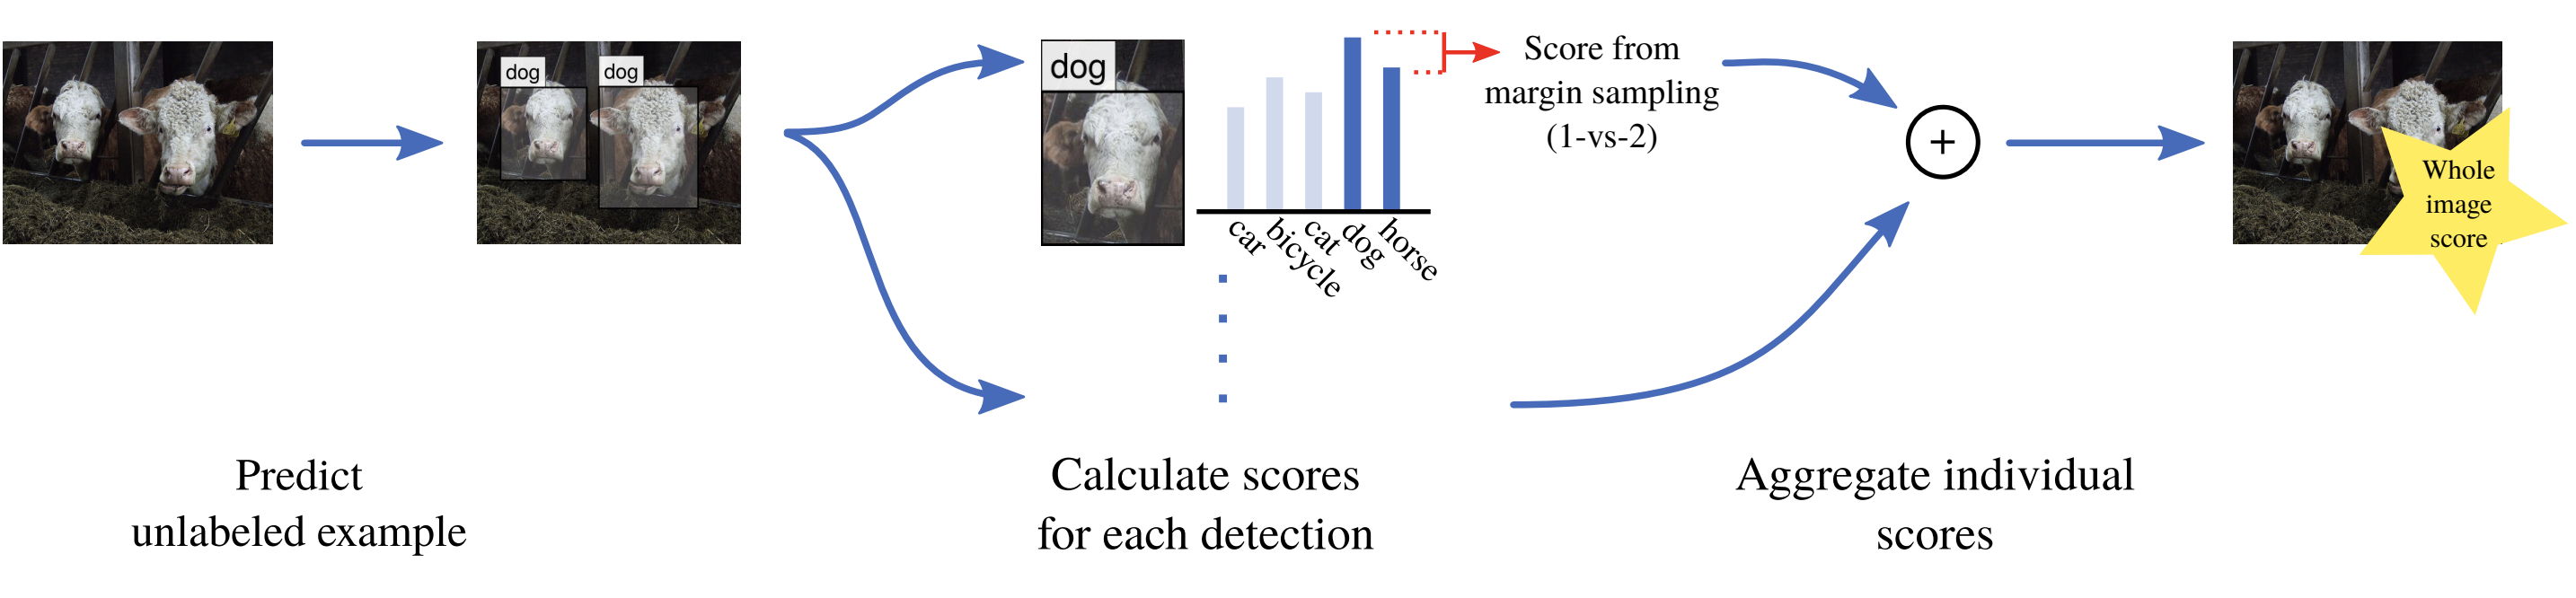 dog
dog
dog
car
bicycle
cat
dog
horse
Score from
margin sampling
(1-vs-2)
+
Whole
image
score
Predict
unlabeled example
Calculate scores
for each detection
Aggregate individual
scores